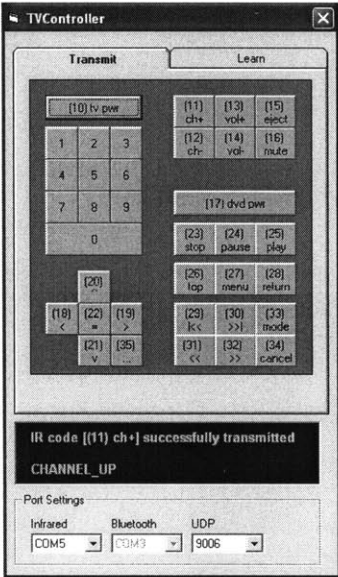 TVController
Transmit Learn
(10) tv pwr
(11) ch+ (13) vol+ (15) eject
(12) ch- (14) vol- (16) mute
1 2 3
4 5 6
7 8 9
0
(17) dvd pwr
(23) stop (24) pause (25) play
(26) top (27) menu (28) return
(20) ^
(18) < (22) = (19) >
(21) v (35) ...
(29) |<< (30) >>| (33) mode
(31) << (32) >> (34) cancel
IR code [(11) ch+] successfully transmitted
CHANNEL_UP
Port Settings
Infrared Bluetooth UDP
COM5 COM3 9006